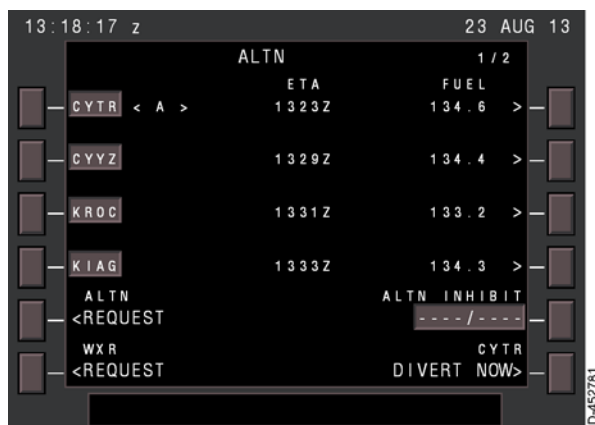 13:18:17 z 23 AUG 13
ALTN 1/2
ETA FUEL
CYTR < A > 1323Z 134.6 >
CYYZ 1329Z 134.4 >
KROC 1331Z 133.2 >
KIAG 1333Z 134.3 >
ALTN ALTN INHIBIT
<REQUEST ----/----
WXR CYTR
<REQUEST DIVERT NOW>
D-452781